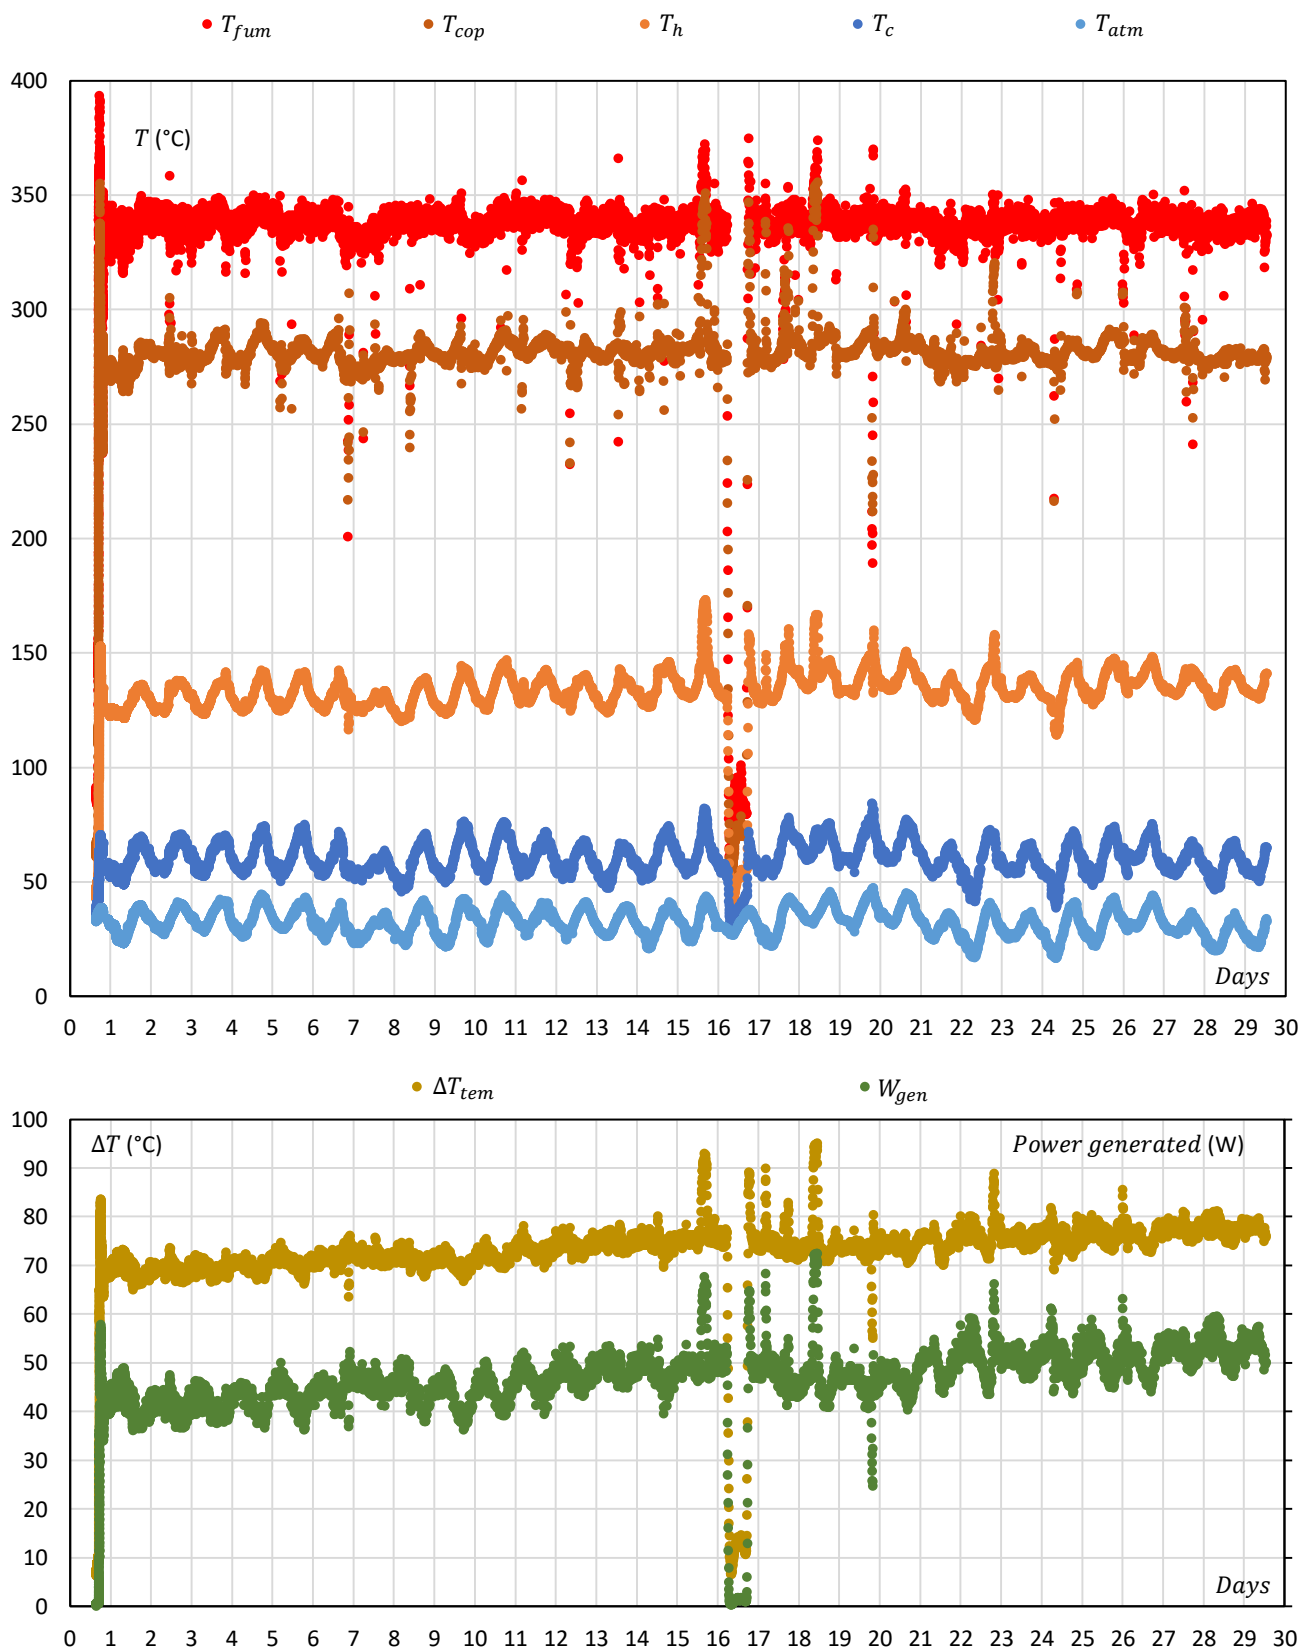 T_fum T_cop T_h T_c T_atm
400
T (°C)
350
300
250
200
150
100
50
Days
0
0 1 2 3 4 5 6 7 8 9 10 11 12 13 14 15 16 17 18 19 20 21 22 23 24 25 26 27 28 29 30
ΔT_tem W_gen
100
ΔT (°C) Power generated (W)
90
80
70
60
50
40
30
20
10
Days
0
0 1 2 3 4 5 6 7 8 9 10 11 12 13 14 15 16 17 18 19 20 21 22 23 24 25 26 27 28 29 30